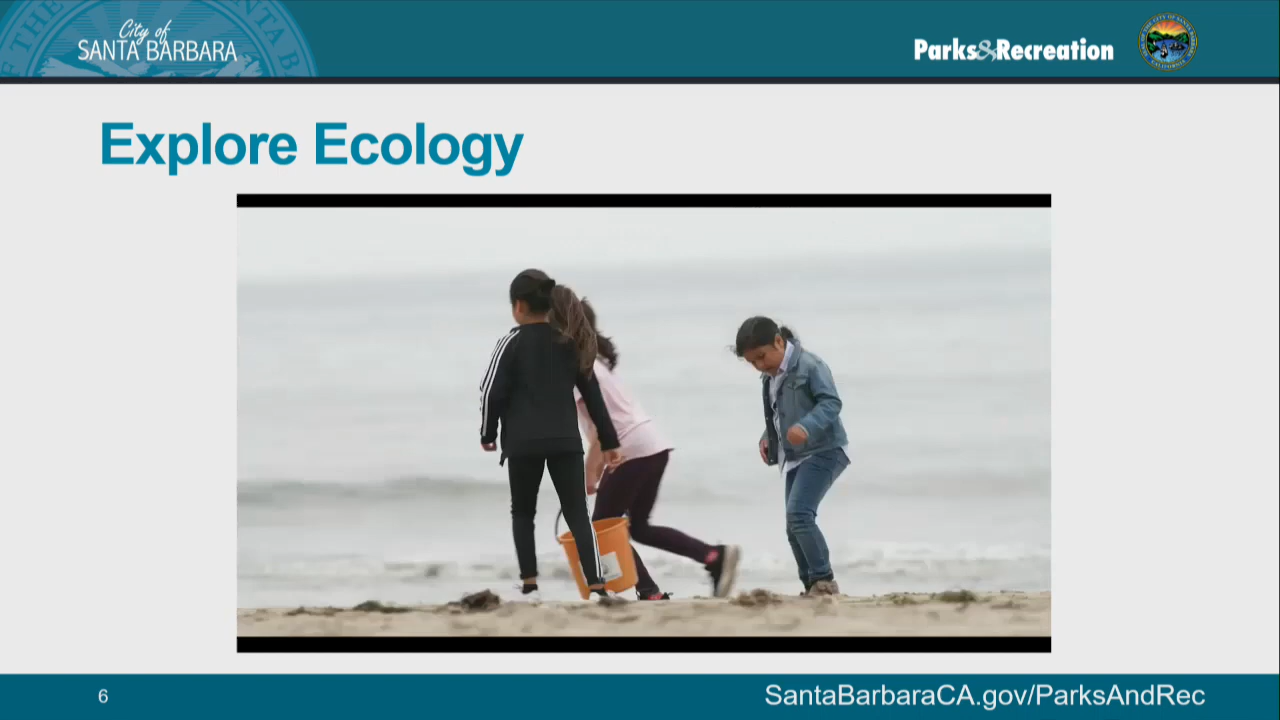 City of
SANTA BARBARA
Parks&Recreation
Explore Ecology
6
SantaBarbaraCA.gov/ParksAndRec